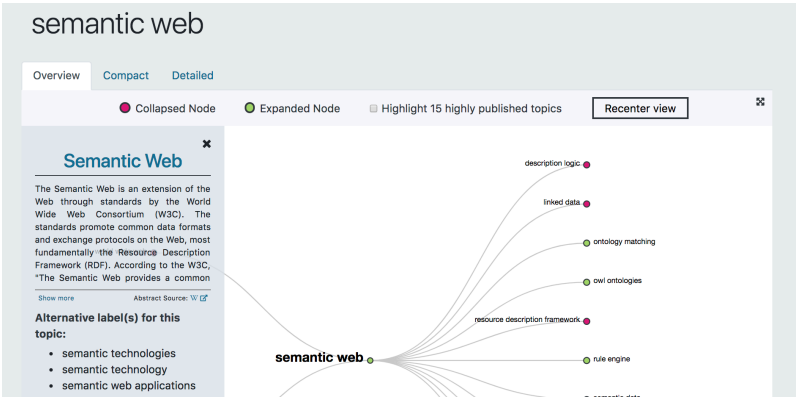 semantic web
Overview Compact Detailed
Collapsed Node Expanded Node Highlight 15 highly published topics Recenter view
Semantic Web
The Semantic Web is an extension of the
Web through standards by the World
Wide Web Consortium (W3C). The
standards promote common data formats
and exchange protocols on the Web, most
fundamentally the Resource Description
Framework (RDF). According to the W3C,
"The Semantic Web provides a common
Show more Abstract Source: W
Alternative label(s) for this
topic:
• semantic technologies
• semantic technology
• semantic web applications
description logic
linked data
ontology matching
owl ontologies
resource description framework
semantic web
rule engine
semantic data